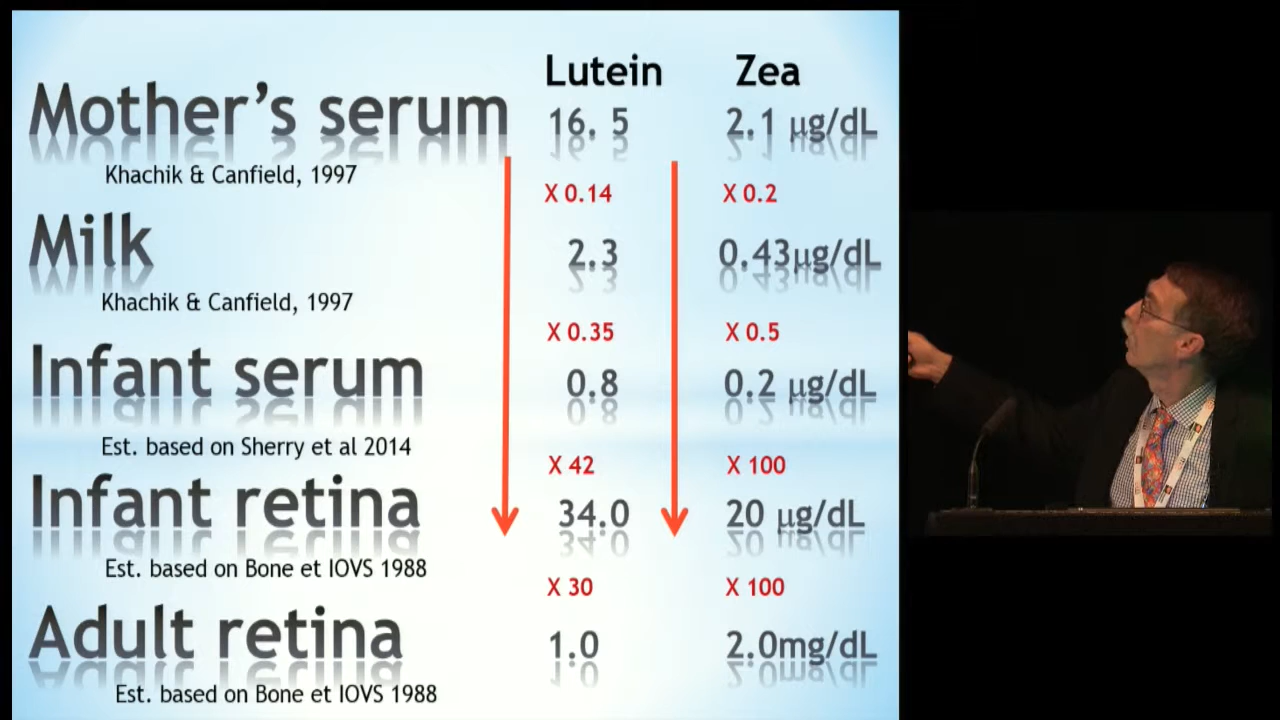 Lutein Zea
Mother's serum 16. 5 2.1 µg/dL
Khachik & Canfield, 1997
X 0.14 X 0.2
Milk 2.3 0.43µg/dL
Khachik & Canfield, 1997
X 0.35 X 0.5
Infant serum 0.8 0.2 µg/dL
Est. based on Sherry et al 2014
X 42 X 100
Infant retina 34.0 20 µg/dL
Est. based on Bone et IOVS 1988
X 30 X 100
Adult retina 1.0 2.0mg/dL
Est. based on Bone et IOVS 1988